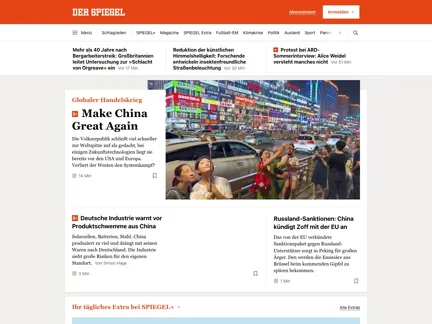 DER SPIEGEL
Abonnement
Anmelden
Menü
Schlagzeilen
SPIEGEL+
Magazine
SPIEGEL Extra
Fußball-EM
Klimakrise
Politik
Ausland
Sport
Mehr als 40 Jahre nach
Bergarbeiterstreik: Großbritannien
leitet Untersuchung zur »Schlacht
von Orgreave« ein Vor 17 Min
Reduktion der künstlichen
Himmelshelligkeit: Forschende
entwickeln insektenfreundliche
Straßenbeleuchtung Vor 20 Min
Protest bei ARD-
Sommerinterview: Alice Weidel
versteht manches nicht Vor 51 Min
Globaler Handelskrieg
S+ Make China
Great Again
Die Volksrepublik schließt viel schneller
zur Weltspitze auf als gedacht, bei
einigen Zukunftstechnologien liegt sie
bereits vor den USA und Europa.
Verliert der Westen den Systemkampf?
14 Min
S+ Deutsche Industrie warnt vor
Produktschwemme aus China
Solarzellen, Batterien, Stahl: China
produziert zu viel und drängt mit seinen
Waren nach Deutschland. Die Industrie
sieht große Risiken für den eigenen
Standort. Von Simon Hage
3 Min
Russland-Sanktionen: China
kündigt Zoff mit der EU an
Das von der EU verkündete
Sanktionspaket gegen Russland-
Unterstützer sorgt in Peking für großen
Ärger. Den werden die Emissäre aus
Brüssel beim kommenden Gipfel zu
spüren bekommen.
1 Min
Ihr tägliches Extra bei SPIEGEL+
Alle Extras